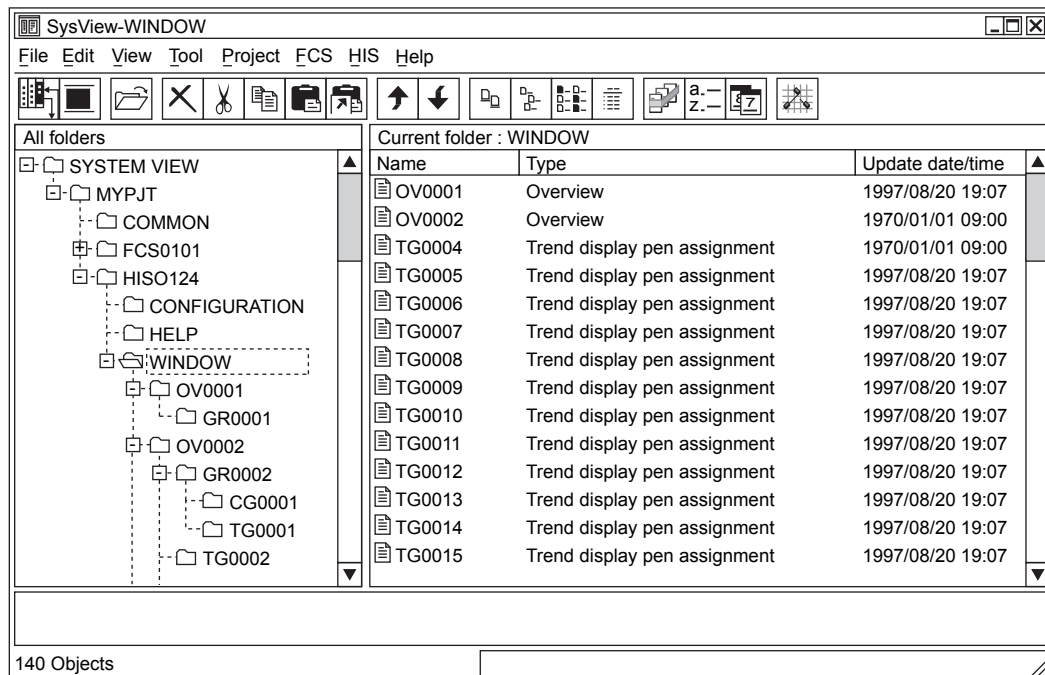 SysView-WINDOW
File Edit View Tool Project FCS HIS Help
a.
z.
8 7
All folders
SYSTEM VIEW
MYPJT
COMMON
FCS0101
HISO124
CONFIGURATION
HELP
WINDOW
OV0001
GR0001
OV0002
GR0002
CG0001
TG0001
TG0002
Current folder : WINDOW
Name Type Update date/time
OV0001 Overview 1997/08/20 19:07
OV0002 Overview 1970/01/01 09:00
TG0004 Trend display pen assignment 1970/01/01 09:00
TG0005 Trend display pen assignment 1997/08/20 19:07
TG0006 Trend display pen assignment 1997/08/20 19:07
TG0007 Trend display pen assignment 1997/08/20 19:07
TG0008 Trend display pen assignment 1997/08/20 19:07
TG0009 Trend display pen assignment 1997/08/20 19:07
TG0010 Trend display pen assignment 1997/08/20 19:07
TG0011 Trend display pen assignment 1997/08/20 19:07
TG0012 Trend display pen assignment 1997/08/20 19:07
TG0013 Trend display pen assignment 1997/08/20 19:07
TG0014 Trend display pen assignment 1997/08/20 19:07
TG0015 Trend display pen assignment 1997/08/20 19:07
140 Objects